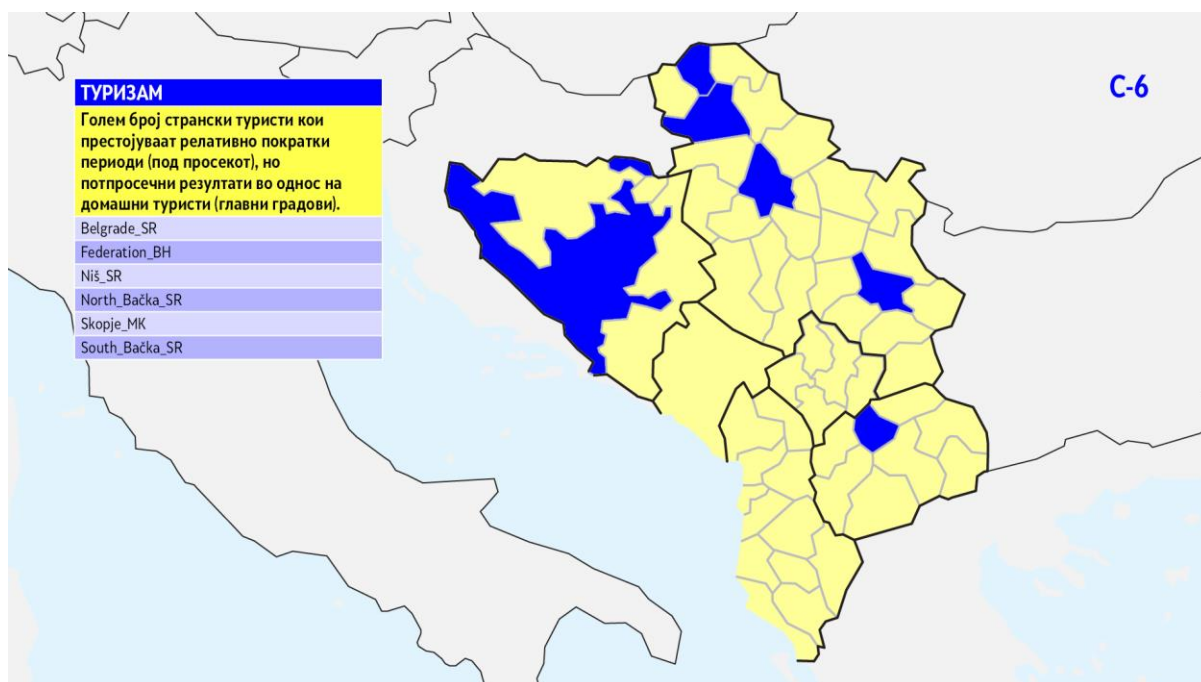 ТУРИЗАМ
Голем број странски туристи кои
престојуваат релативно пократки
периоди (под просекот), но
потпросечни резултати во однос на
домашни туристи (главни градови).
Belgrade_SR
Federation_BH
Niš_SR
North_Bačka_SR
Skopje_MK
South_Bačka_SR
C-6